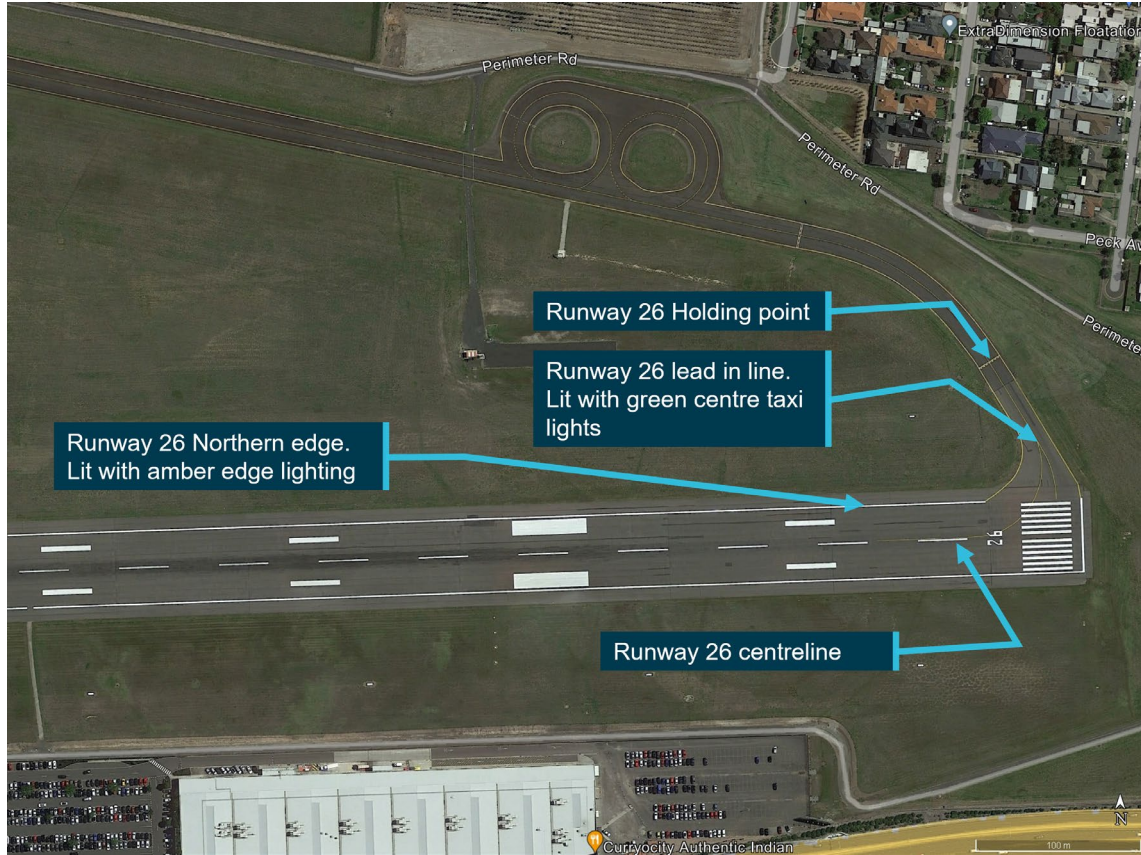 ExtraDimension Floatation
Perimeter Rd
Perimeter Rd
Peck Av
Perimete
Runway 26 Holding point
Runway 26 lead in line.
Lit with green centre taxi
lights
Runway 26 Northern edge.
Lit with amber edge lighting
26
Runway 26 centreline
N
100 m
Curryocity Authentic Indian